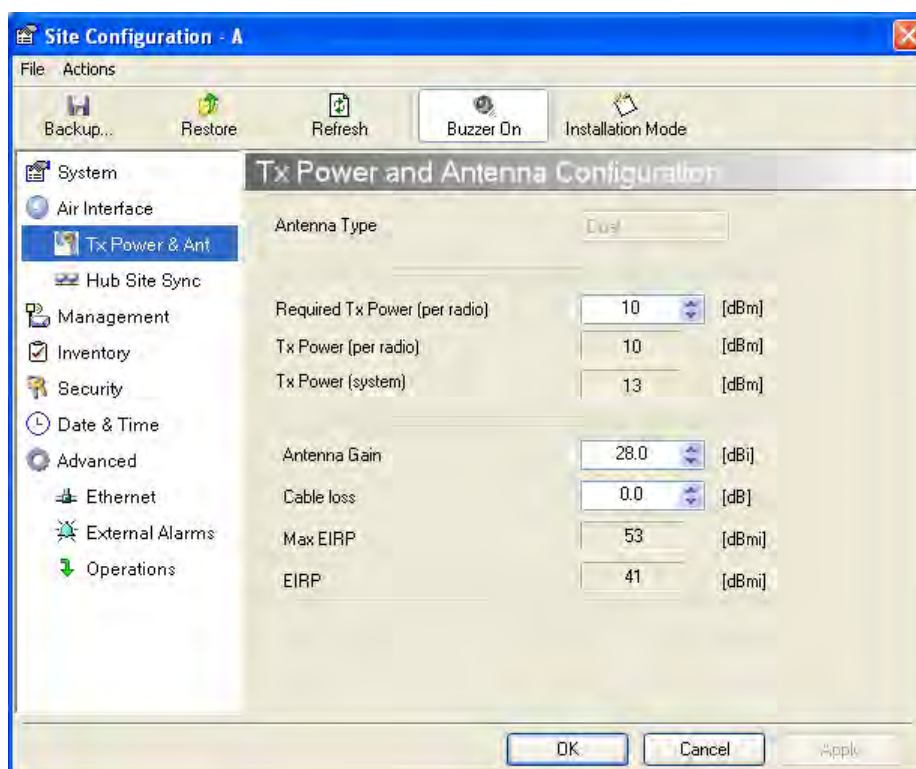 Site Configuration - A
File Actions
Backup... Restore Refresh Buzzer On Installation Mode
System
Air Interface
Tx Power & Ant
Hub Site Sync
Management
Inventory
Security
Date & Time
Advanced
Ethernet
External Alarms
Operations
Tx Power and Antenna Configuration
Antenna Type Dual
Required Tx Power (per radio) 10 [dBm]
Tx Power (per radio) 10 [dBm]
Tx Power (system) 13 [dBm]
Antenna Gain 28.0 [dBi]
Cable loss 0.0 [dB]
Max EIRP 53 [dBmi]
EIRP 41 [dBmi]
OK Cancel Apply